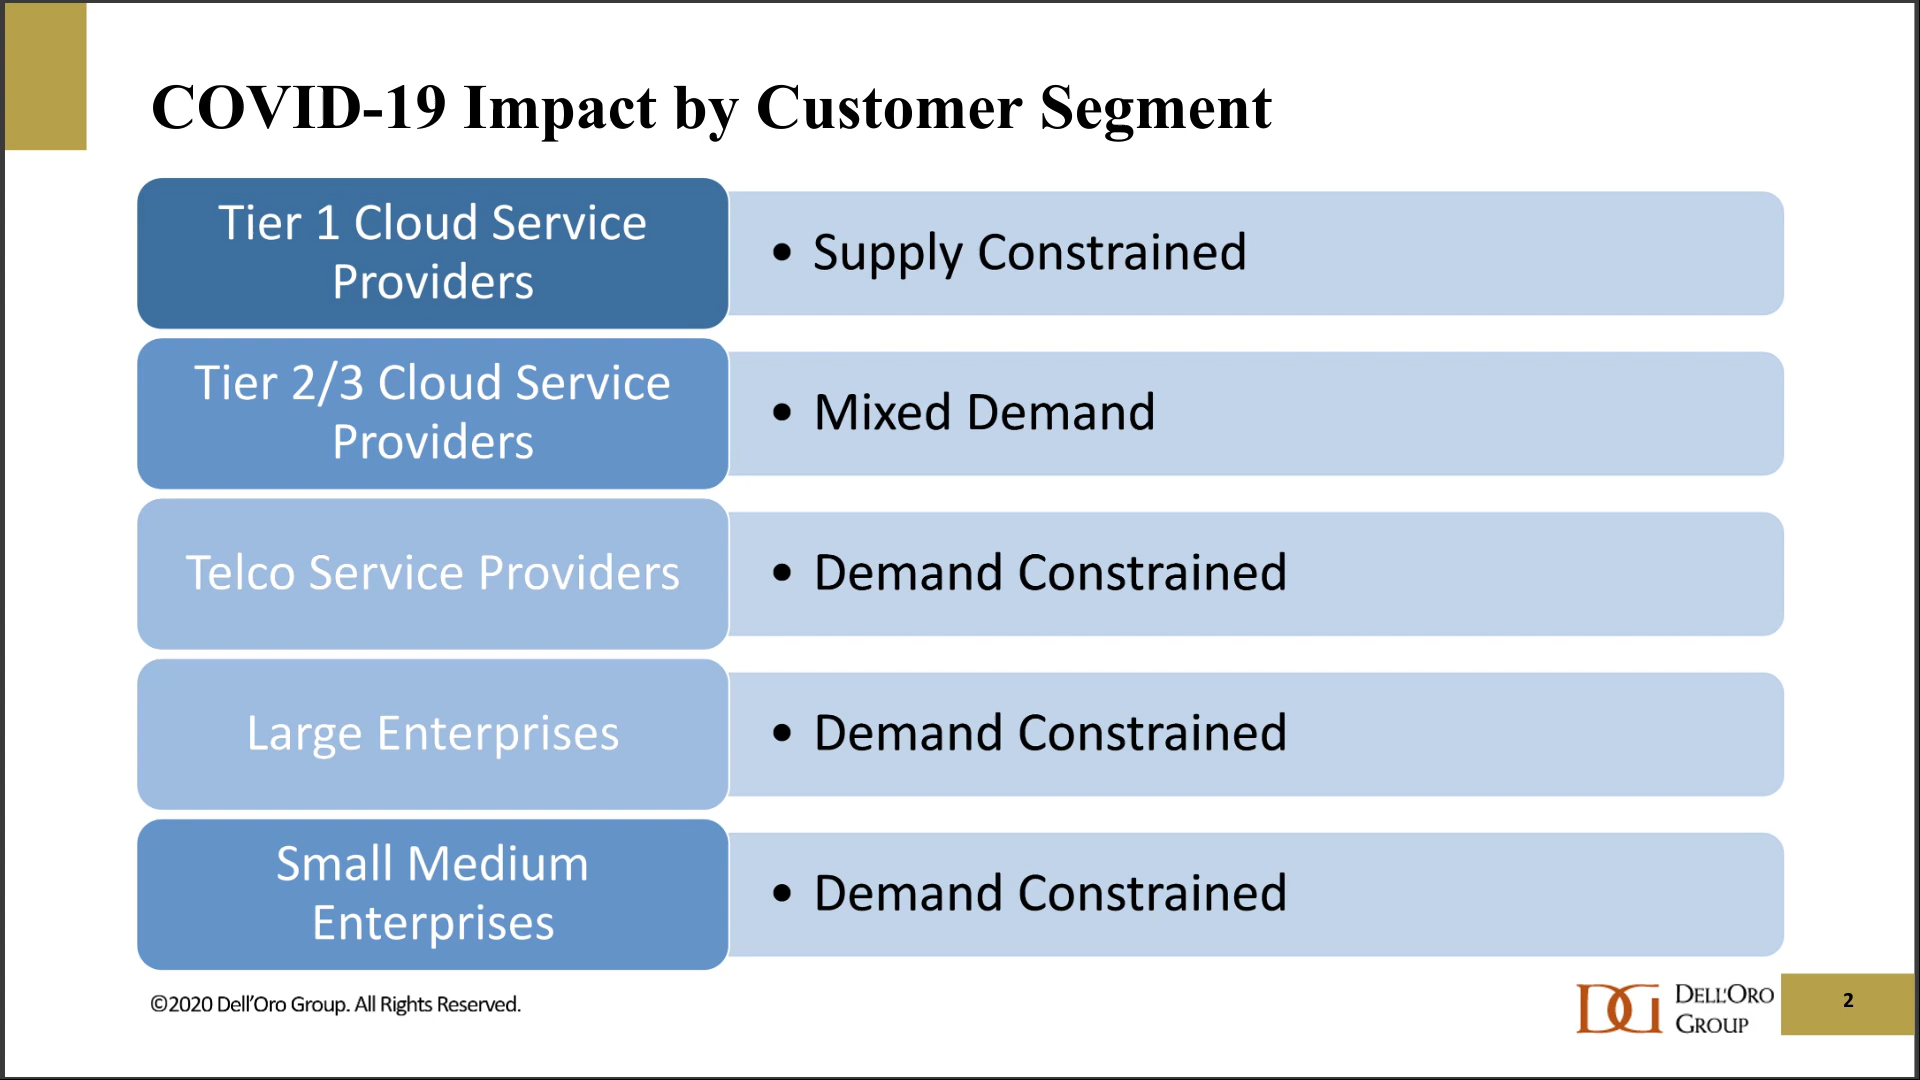 COVID-19 Impact by Customer Segment
Tier 1 Cloud Service
Providers
• Supply Constrained
Tier 2/3 Cloud Service
Providers
• Mixed Demand
Telco Service Providers
• Demand Constrained
Large Enterprises
• Demand Constrained
Small Medium
Enterprises
• Demand Constrained
©2020 Dell’Oro Group. All Rights Reserved.
DG
DELL'ORO
GROUP
2